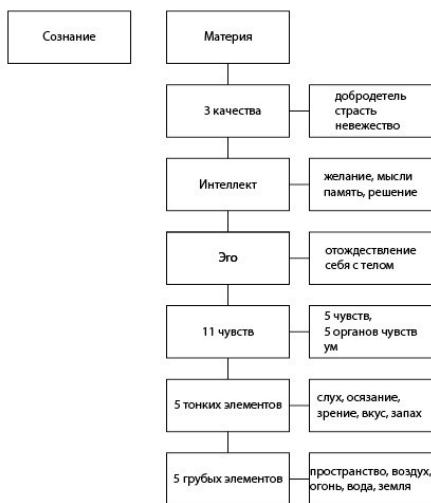 Сознание
Материя
3 качества
добродетель
страсть
невежество
Интеллект
желание, мысли
память, решение
Эго
отождествление
себя с телом
11 чувств
5 чувств,
5 органов чувств
ум
5 тонких элементов
слух, осязание,
зрение, вкус, запах
5 грубых элементов
пространство, воздух,
огонь, вода, земля